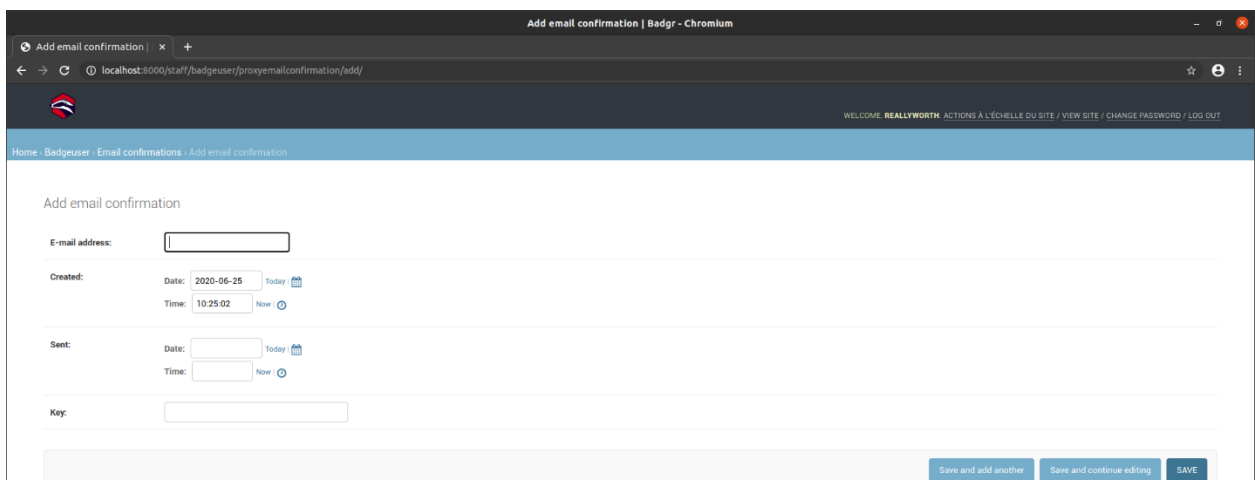 Add email confirmation | Badgr - Chromium
Add email confirmation |
localhost:8000/staff/badgeuser/proxyemailconfirmation/add/
WELCOME, REALLYWORTH. ACTIONS À L'ÉCHELLE DU SITE / VIEW SITE / CHANGE PASSWORD / LOG OUT
Home › Badgeuser › Email confirmations › Add email confirmation
Add email confirmation
E-mail address:
Created:
Date: 2020-06-25 Today |
Time: 10:25:02 Now |
Sent:
Date: Today |
Time: Now |
Key:
Save and add another Save and continue editing SAVE